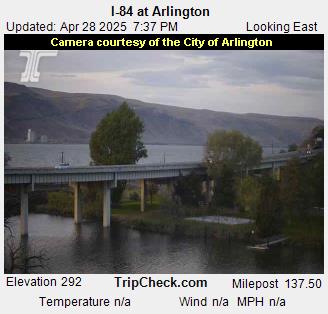 I-84 at Arlington
Updated: Apr 28 2025 7:37 PM Looking East
Camera courtesy of the City of Arlington
Elevation 292 TripCheck.com Milepost 137.50
Temperature n/a Wind n/a MPH n/a